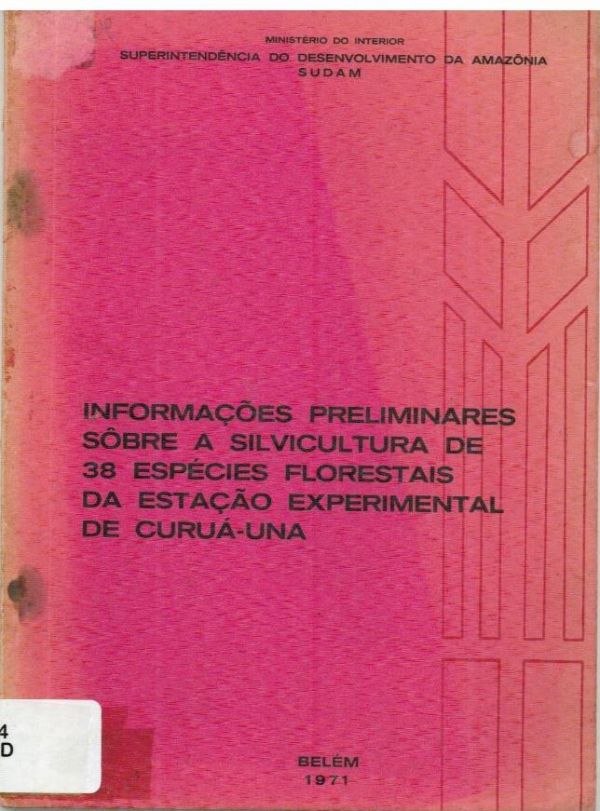 MINISTÉRIO DO INTERIOR
SUPERINTENDÊNCIA DO DESENVOLVIMENTO DA AMAZÔNIA
SUDAM
INFORMAÇÕES PRELIMINARES
SÔBRE A SILVICULTURA DE
38 ESPÉCIES FLORESTAIS
DA ESTAÇÃO EXPERIMENTAL
DE CURUÁ-UNA
4
D
BELÉM
1971